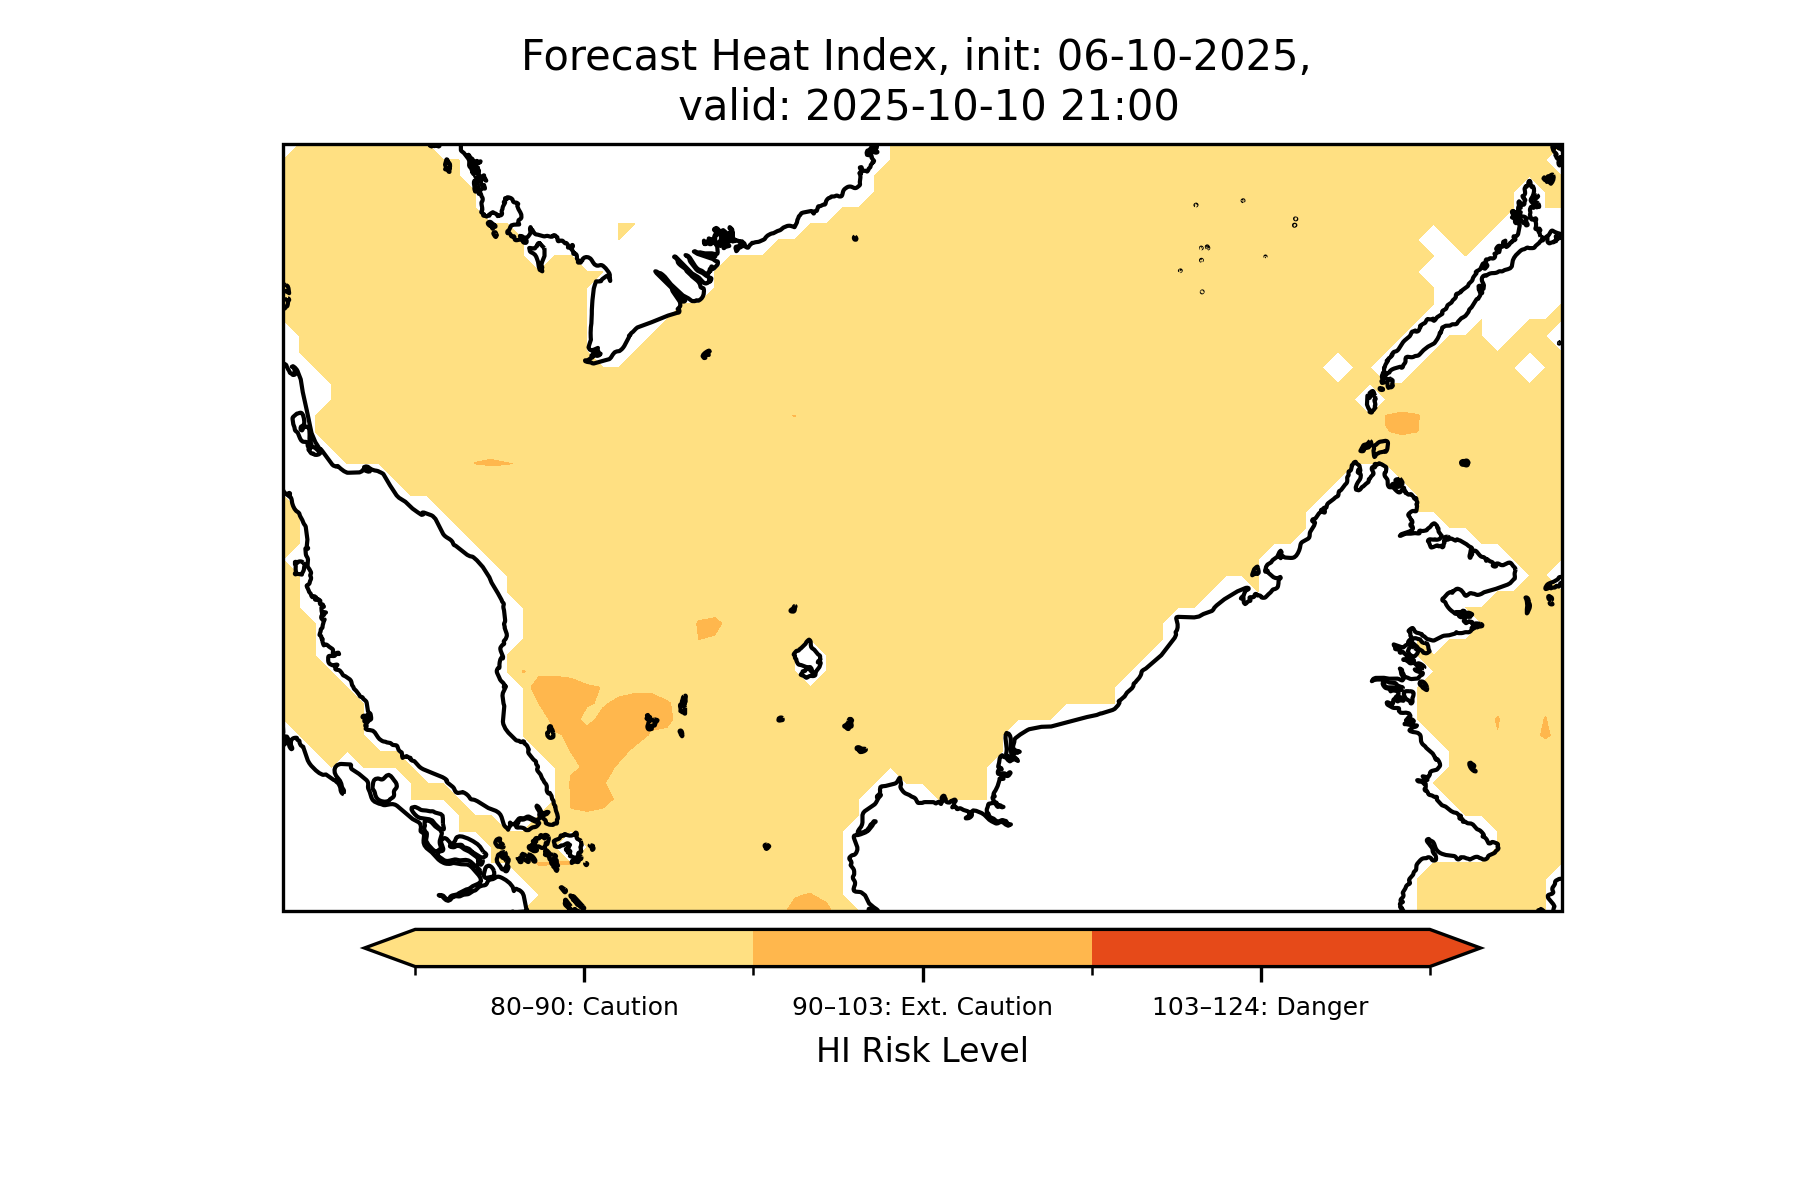 Forecast Heat Index, init: 06-10-2025,
valid: 2025-10-10 21:00
80–90: Caution
90–103: Ext. Caution
103–124: Danger
HI Risk Level